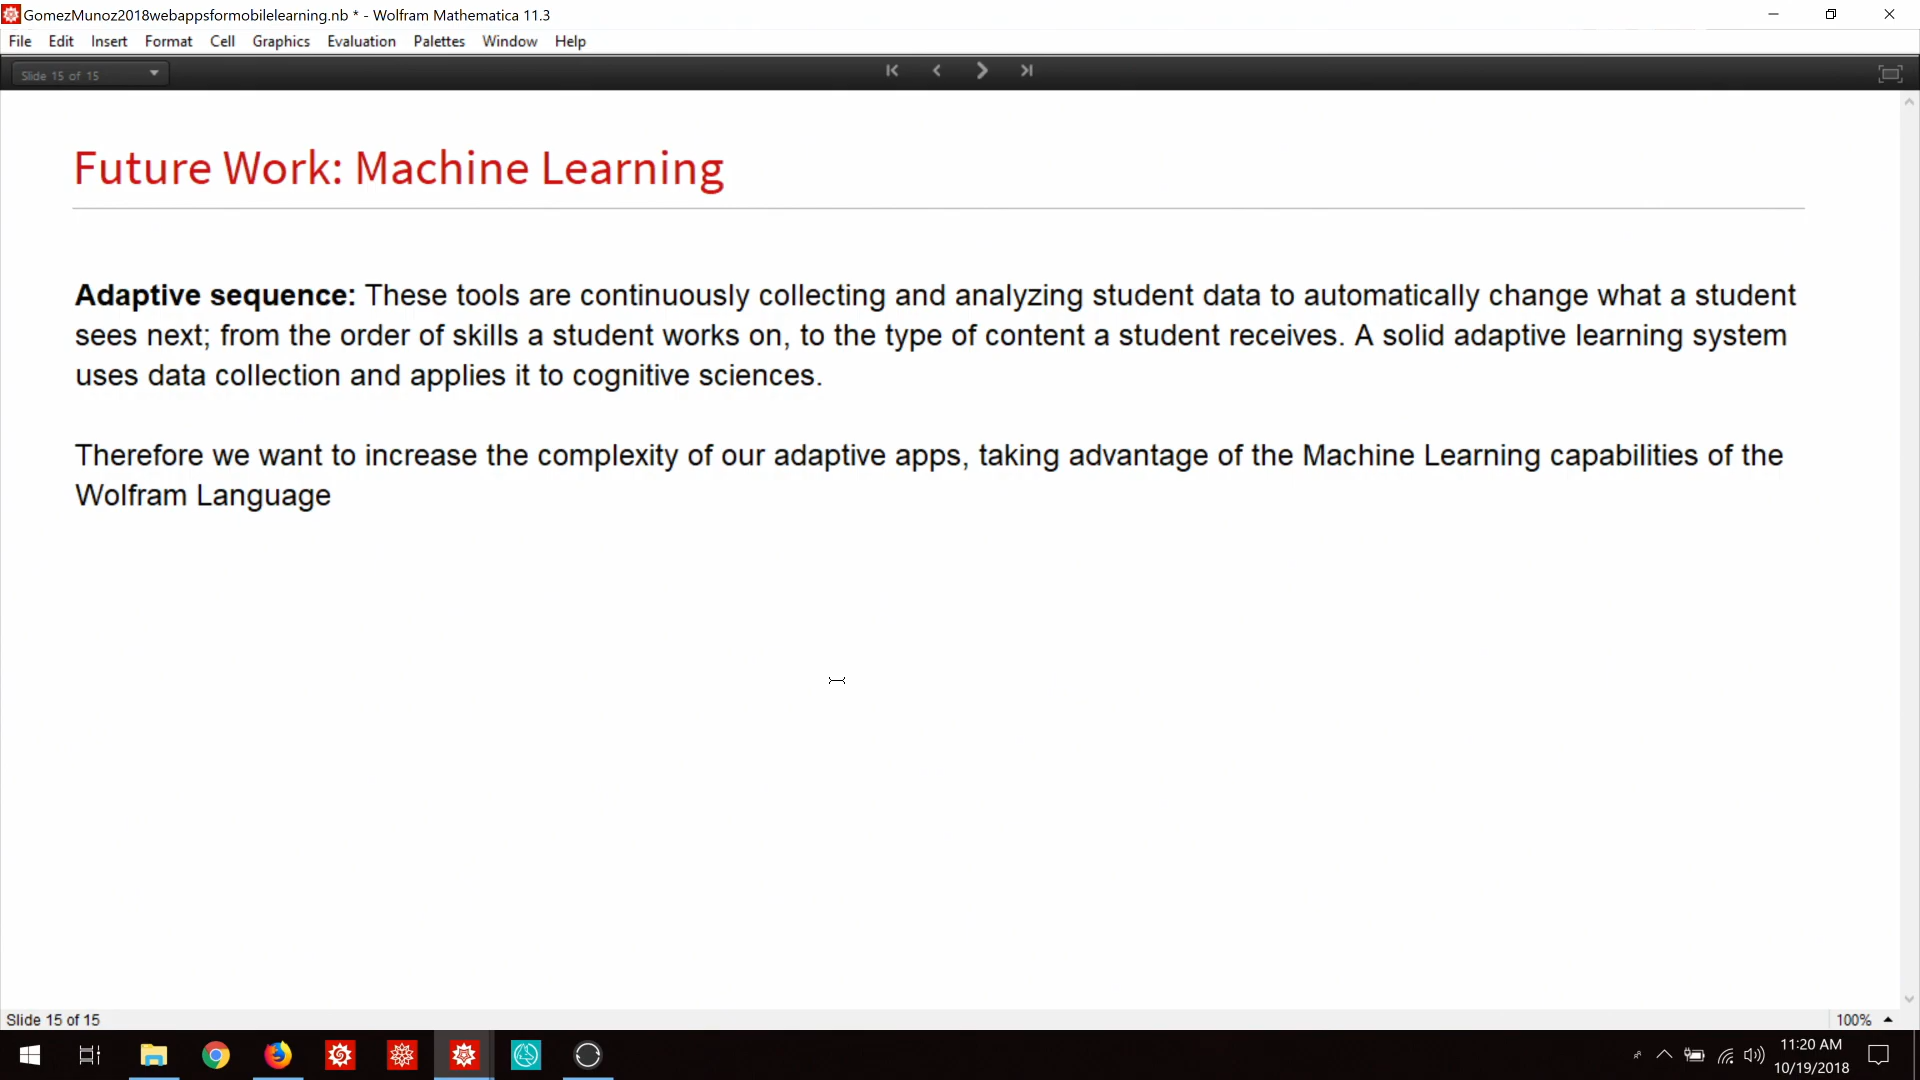 GomezMunoz2018webappsformobilelearning.nb * - Wolfram Mathematica 11.3
File Edit Insert Format Cell Graphics Evaluation Palettes Window Help
Slide 15 of 15
Future Work: Machine Learning
Adaptive sequence: These tools are continuously collecting and analyzing student data to automatically change what a student
sees next; from the order of skills a student works on, to the type of content a student receives. A solid adaptive learning system
uses data collection and applies it to cognitive sciences.
Therefore we want to increase the complexity of our adaptive apps, taking advantage of the Machine Learning capabilities of the
Wolfram Language
Slide 15 of 15
100%
11:20 AM
10/19/2018